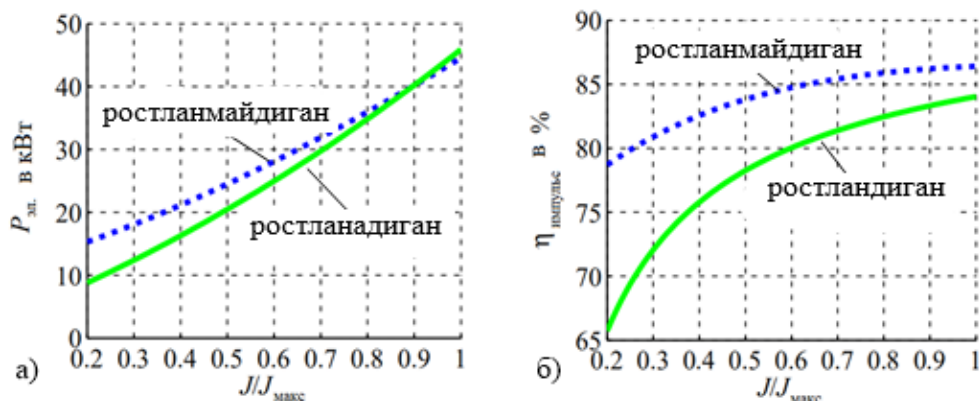 50
40
30
20
10
0
P эл. в кВт
ростланмайдиган
ростланадиган
0.2 0.3 0.4 0.5 0.6 0.7 0.8 0.9 1
J/Jмакс
а)
90
85
80
75
70
65
η импульс в %
ростланмайдиган
ростландиган
0.2 0.3 0.4 0.5 0.6 0.7 0.8 0.9 1
J/Jмакс
б)